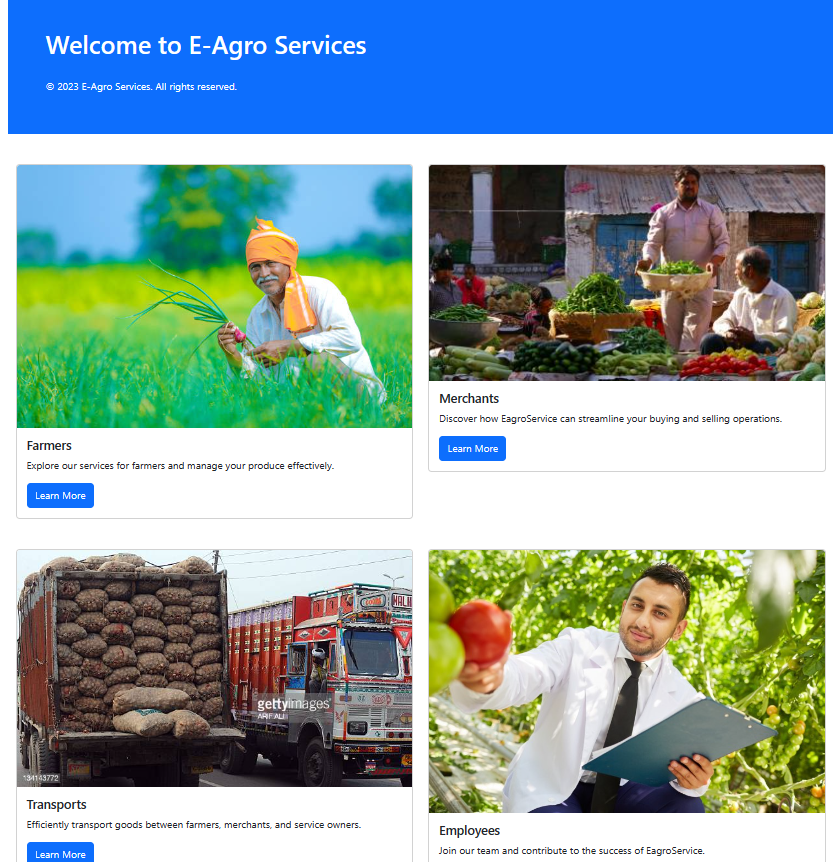 Welcome to E-Agro Services
© 2023 E-Agro Services. All rights reserved.
Farmers
Explore our services for farmers and manage your produce effectively.
Learn More
Merchants
Discover how EagroService can streamline your buying and selling operations.
Learn More
gettyimages
ARIF ALI
134143772
Transports
Efficiently transport goods between farmers, merchants, and service owners.
Learn More
Employees
Join our team and contribute to the success of EagroService.